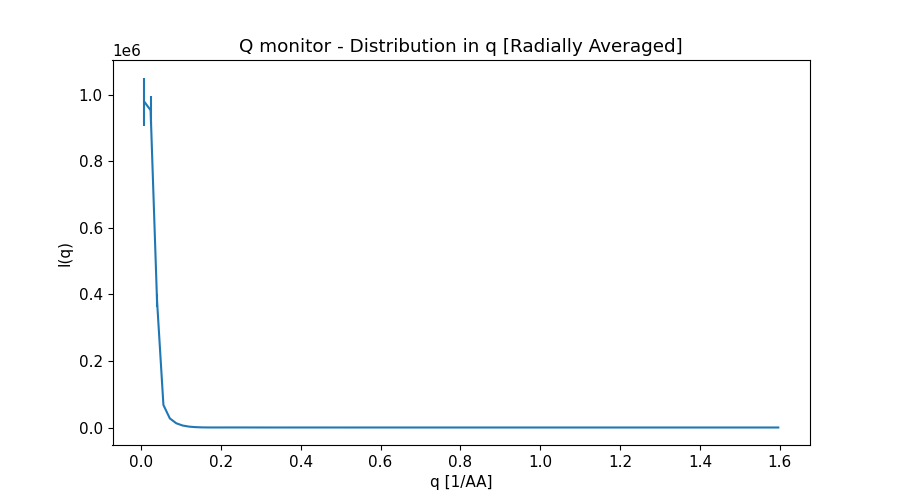 Q monitor - Distribution in q [Radially Averaged]
1e6
1.0
0.8
0.6
0.4
0.2
0.0
I(q)
0.0 0.2 0.4 0.6 0.8 1.0 1.2 1.4 1.6
q [1/AA]